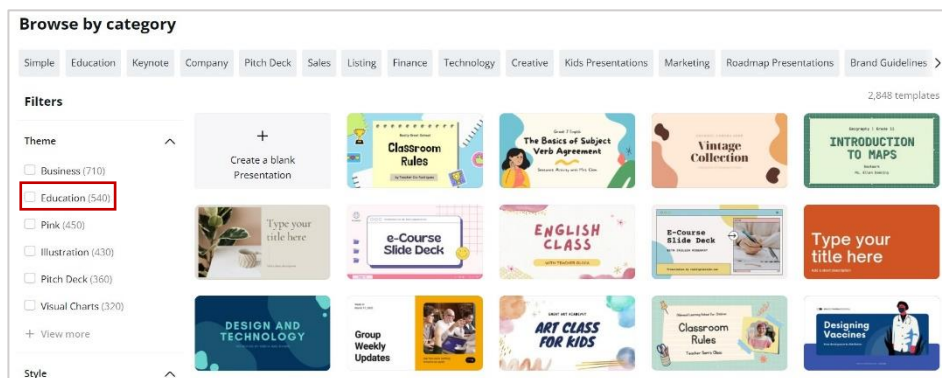 Browse by category
Simple Education Keynote Company Pitch Deck Sales Listing Finance Technology Creative Kids Presentations Marketing Roadmap Presentations Brand Guidelines
Filters
2,848 templates
Theme
Business (710)
Education (540)
Pink (450)
Illustration (430)
Pitch Deck (360)
Visual Charts (320)
+ View more
Style
+
Create a blank
Presentation
Classroom
Rules
The Basics of Subject
Verb Agreement
Vintage
Collection
INTRODUCTION
TO MAPS
Type your
title here
e-Course
Slide Deck
ENGLISH
CLASS
E-Course
Slide Deck
Type your
title here
DESIGN AND
TECHNOLOGY
Group
Weekly
Updates
ART CLASS
FOR KIDS
Classroom
Rules
Designing
Vaccines